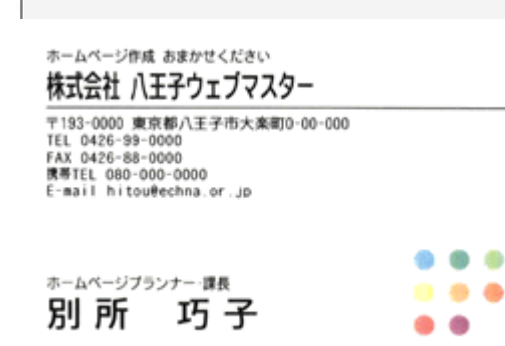 ホームページ作成 おまかせください
株式会社 八王子ウェブマスター
〒193-0000 東京都八王子市大楽町0-00-000
TEL 0426-99-0000
FAX 0426-88-0000
携帯TEL 080-000-0000
E-mail hitou@echna.or.jp
ホームページプランナー・課長
別所 巧子